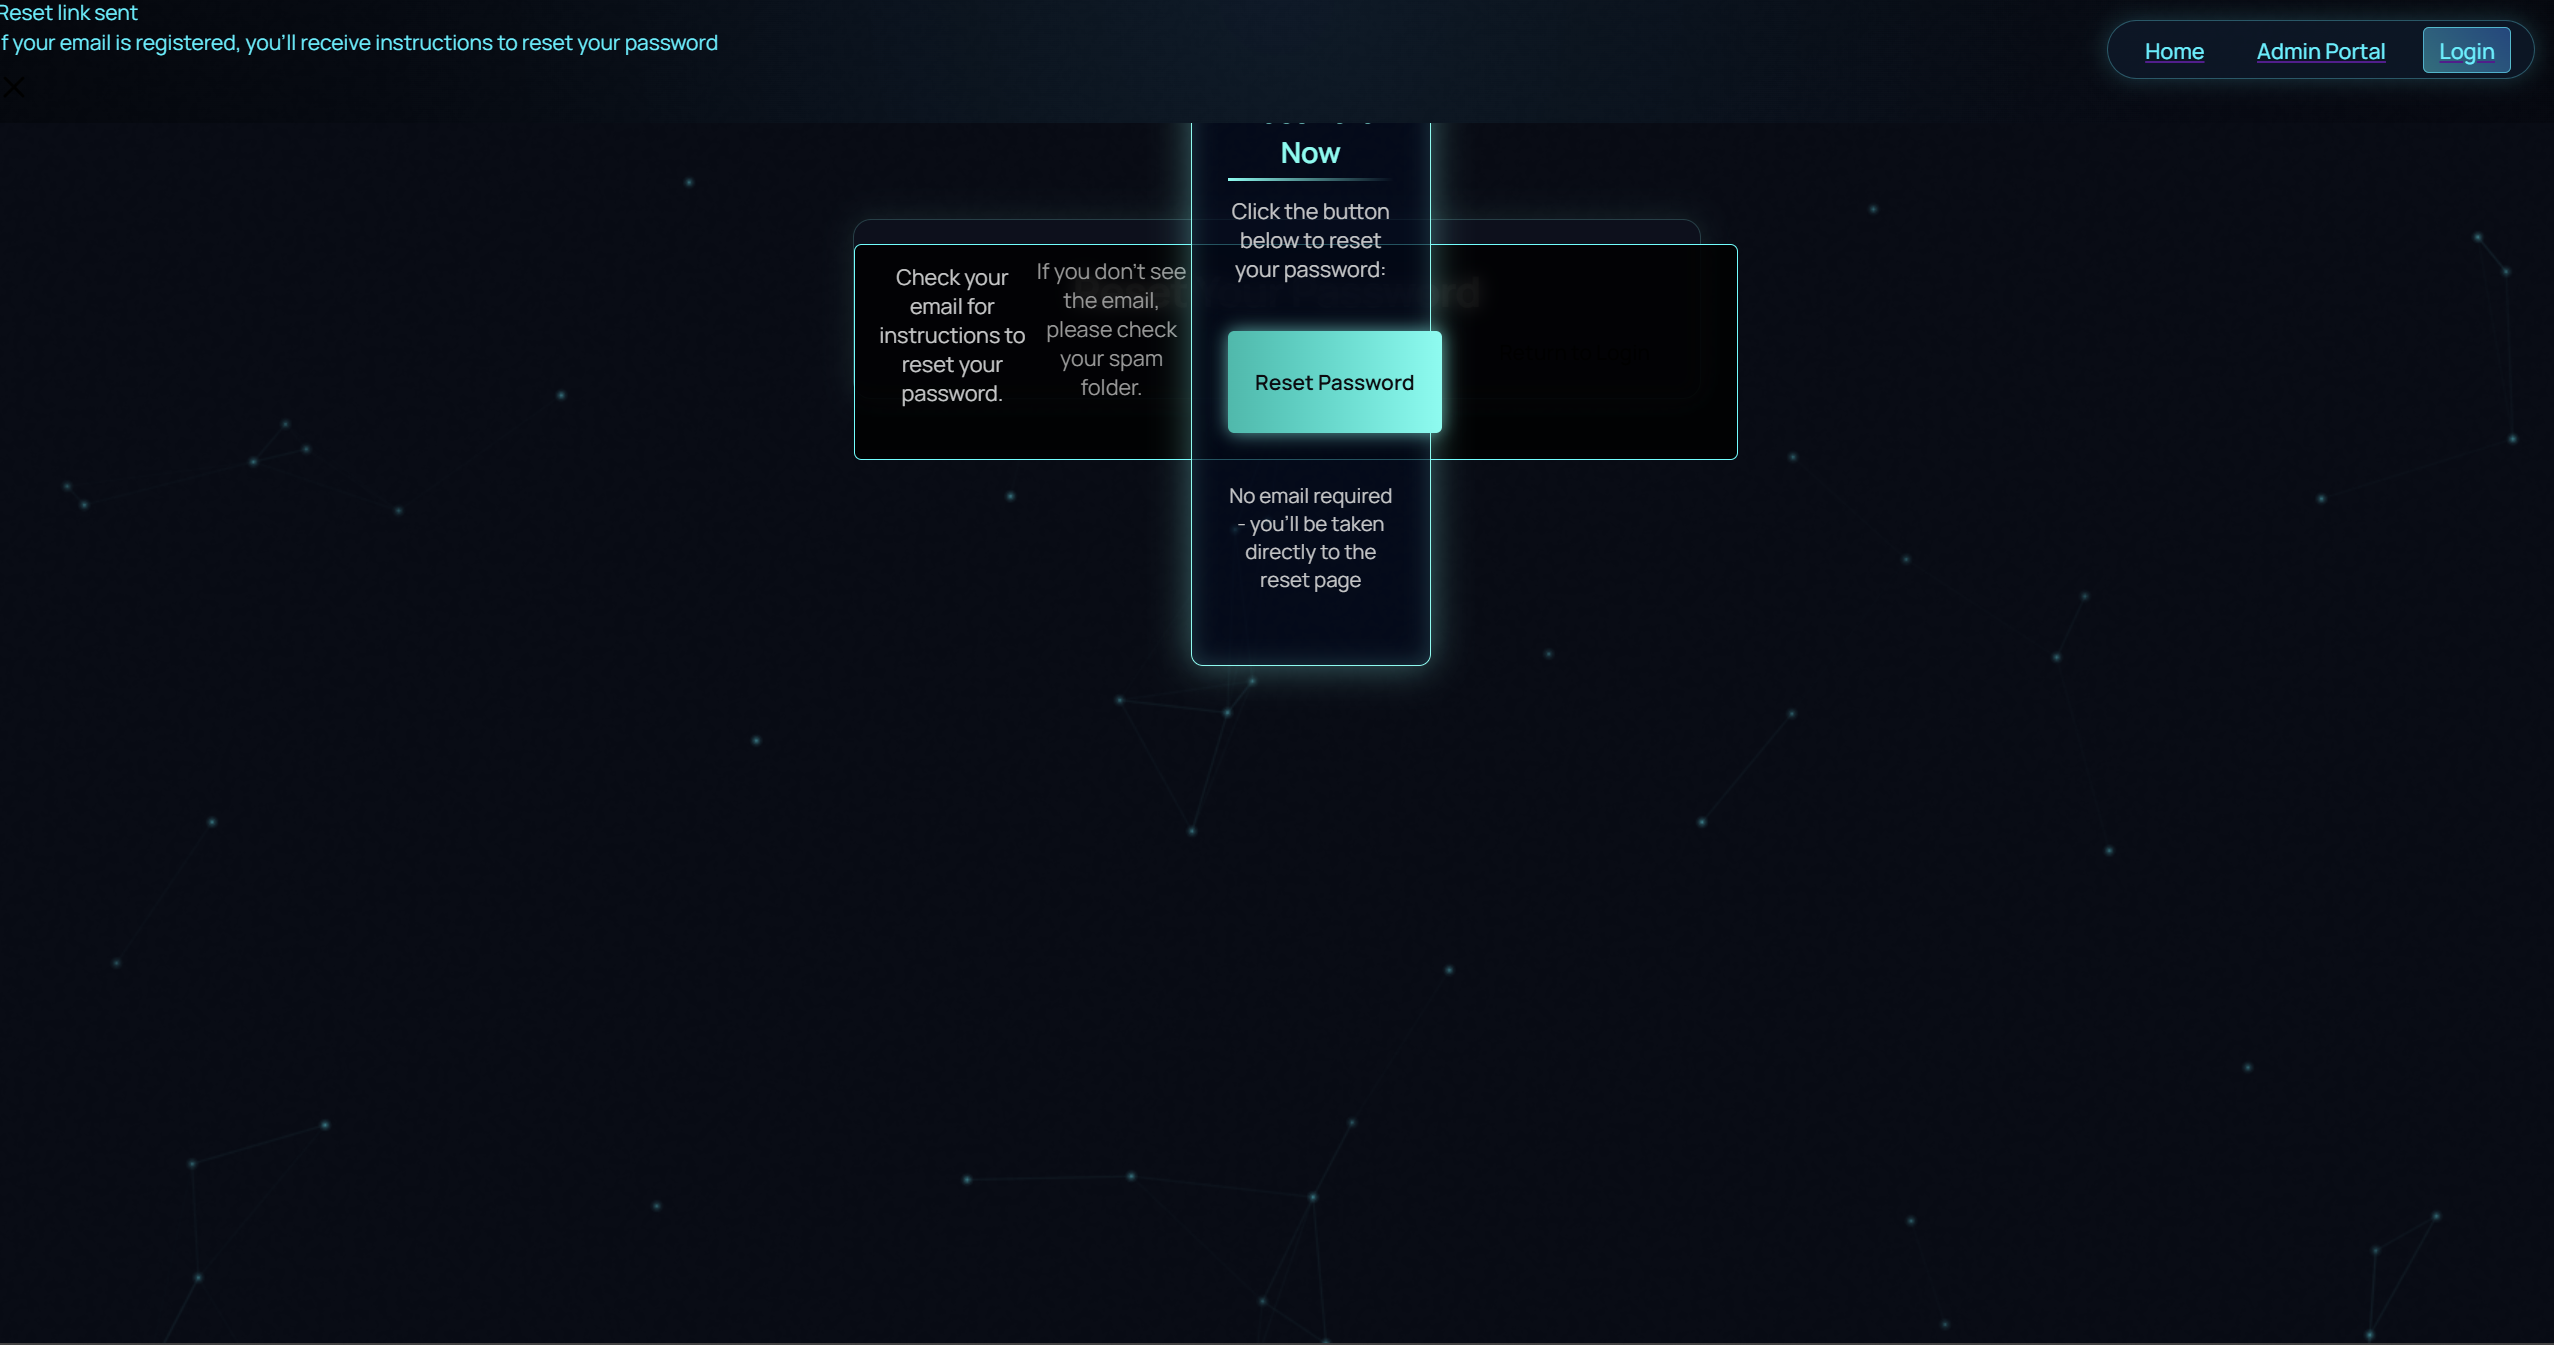 Reset link sent
If your email is registered, you'll receive instructions to reset your password
Home
Admin Portal
Login
Now
Click the button
below to reset
your password:
Check your
email for
instructions to
reset your
password.
If you don't see
the email,
please check
your spam
folder.
Reset Password
No email required
- you'll be taken
directly to the
reset page